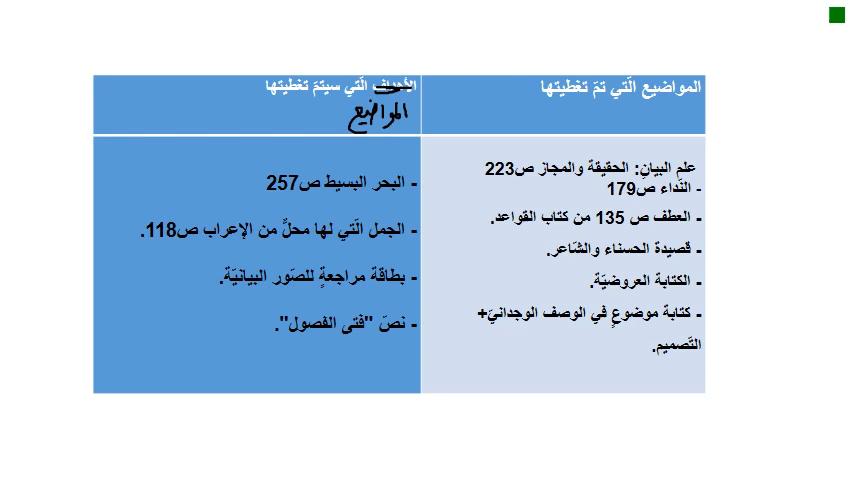 المواضيع الّتي تمّ تغطيتها
الأهداف الّتي سيتمّ تغطيتها
المواضيع
علم البيانِ: الحقيقة والمجاز ص223
- النّداء ص179
- العطف ص 135 من كتاب القواعد.
- قصيدة الحسناء والشّاعر.
- الكتابة العروضيّة.
- كتابة موضوعٍ في الوصف الوجدانيّ+
التّصميم.
- البحر البسيط ص257
- الجمل الّتي لها محلٌّ من الإعراب ص118.
- بطاقة مراجعةٍ للصّور البيانيّة.
- نصّ "فتى الفصول".